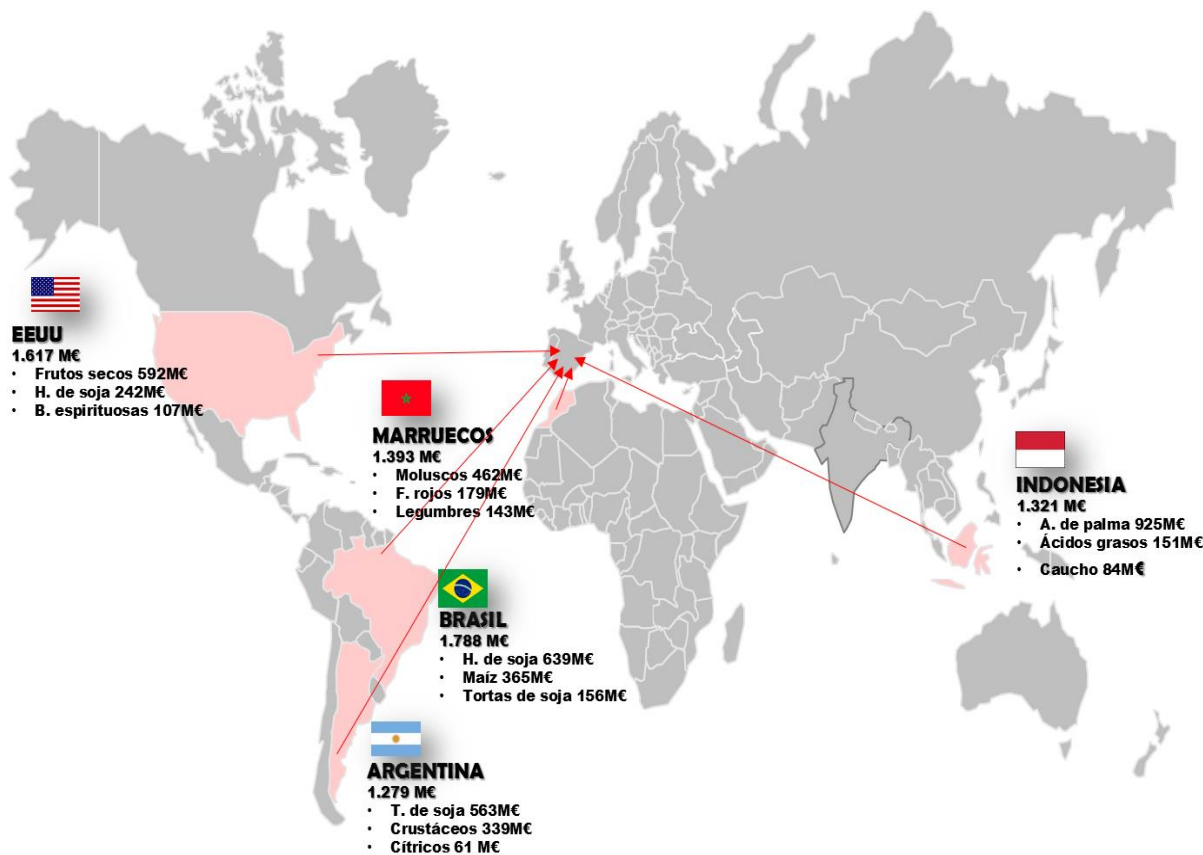 EEUU
1.617 M€
• Frutos secos 592M€
• H. de soja 242M€
• B. espirituosas 107M€
MARRUECOS
1.393 M€
• Moluscos 462M€
• F. rojos 179M€
• Legumbres 143M€
INDONESIA
1.321 M€
• A. de palma 925M€
• Ácidos grasos 151M€
• Caucho 84M€
BRASIL
1.788 M€
• H. de soja 639M€
• Maíz 365M€
• Tortas de soja 156M€
ARGENTINA
1.279 M€
• T. de soja 563M€
• Crustáceos 339M€
• Cítricos 61 M€